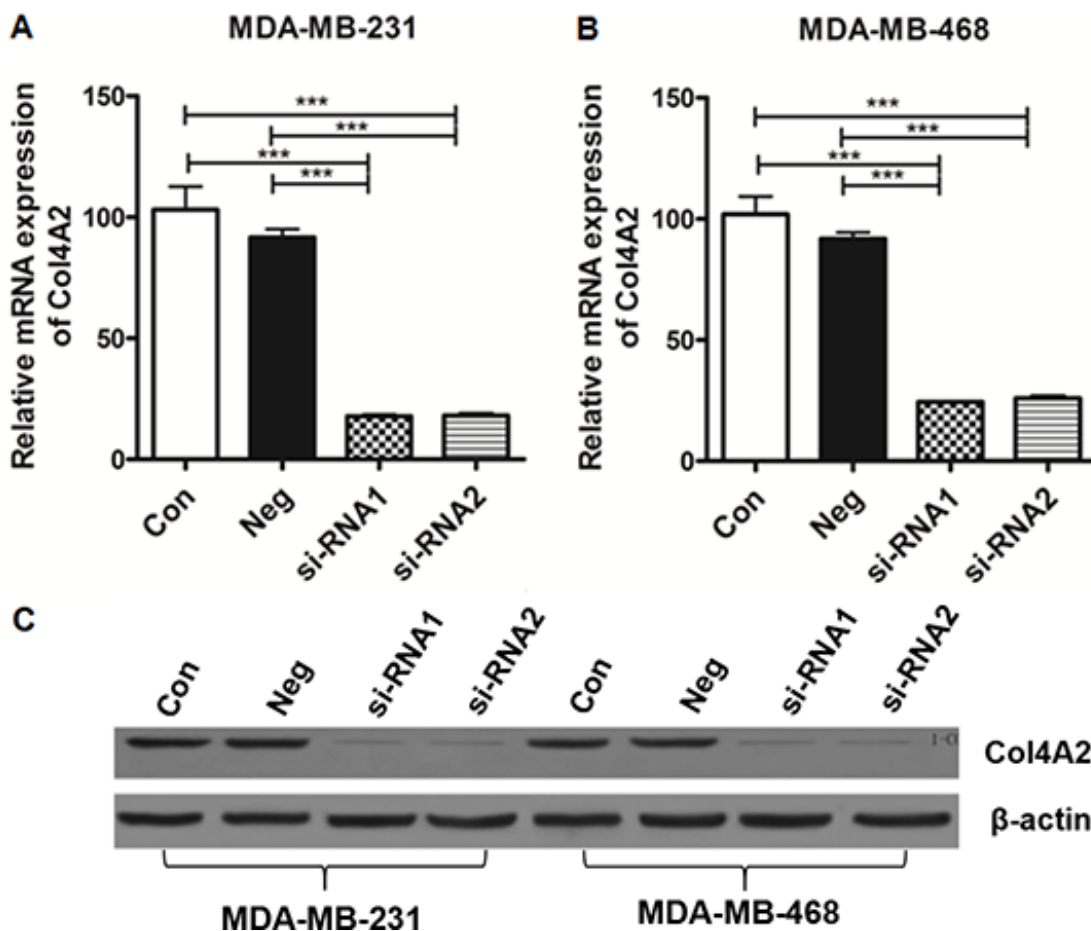 A
MDA-MB-231
Relative mRNA expression
of Col4A2
150
100
50
0
***
***
***
***
Con
Neg
si-RNA1
si-RNA2
B
MDA-MB-468
Relative mRNA expression
of Col4A2
150
100
50
0
***
***
***
***
Con
Neg
si-RNA1
si-RNA2
C
Con
Neg
si-RNA1
si-RNA2
Con
Neg
si-RNA1
si-RNA2
Col4A2
β-actin
MDA-MB-231
MDA-MB-468